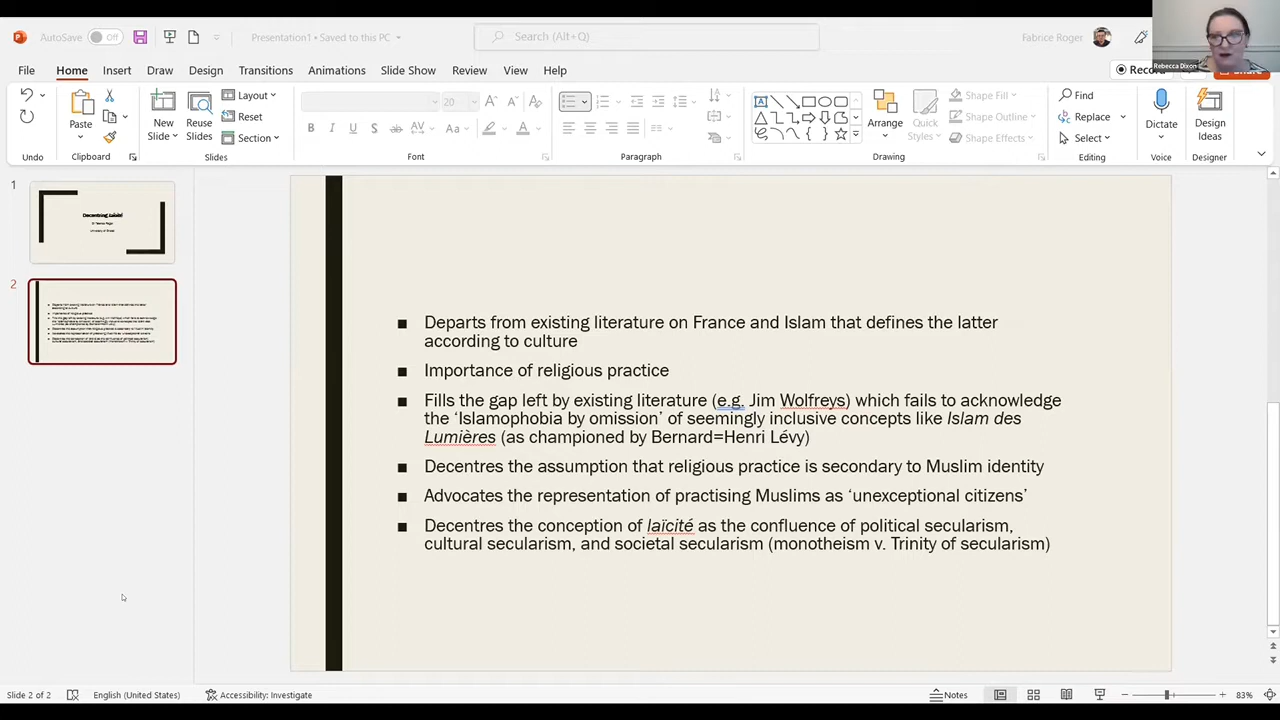 AutoSave Off Presentation1 • Saved to this PC Search (Alt+Q) Fabrice Roger
Rebecca Dixon
File Home Insert Draw Design Transitions Animations Slide Show Review View Help Record Share
Paste New Slide Reuse Slides Layout Reset Section 20 Arrange Quick Styles Shape Fill Shape Outline Shape Effects Find Replace Select Dictate Design Ideas
Undo Clipboard Slides Font Paragraph Drawing Editing Voice Designer
1
Decentring Laïcité
2
■ Departs from existing literature on France and Islam that defines the latter
according to culture
■ Importance of religious practice
■ Fills the gap left by existing literature (e.g. Jim Wolfreys) which fails to acknowledge
the ‘Islamophobia by omission’ of seemingly inclusive concepts like Islam des
Lumières (as championed by Bernard=Henri Lévy)
■ Decentres the assumption that religious practice is secondary to Muslim identity
■ Advocates the representation of practising Muslims as ‘unexceptional citizens’
■ Decentres the conception of laïcité as the confluence of political secularism,
cultural secularism, and societal secularism (monotheism v. Trinity of secularism)
Slide 2 of 2 English (United States) Accessibility: Investigate Notes 83%